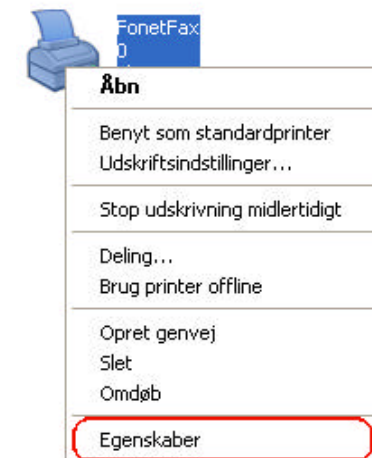 FonetFax
0
Åbn
Benyt som standardprinter
Udskriftsindstillinger...
Stop udskrivning midlertidigt
Deling...
Brug printer offline
Opret genvej
Slet
Omdøb
Egenskaber